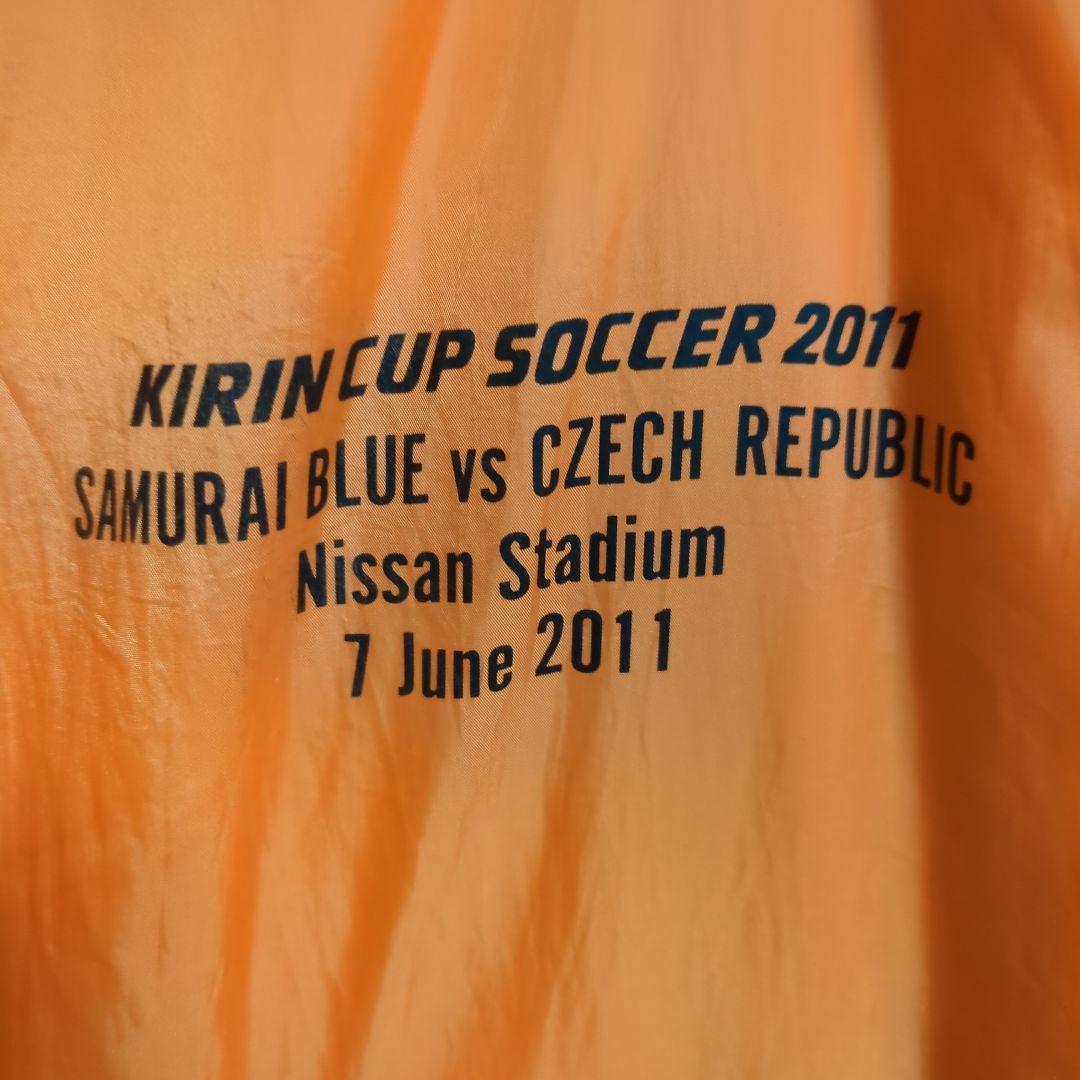 KIRIN CUP SOCCER 2011
SAMURAI BLUE vs CZECH REPUBLIC
Nissan Stadium
7 June 2011